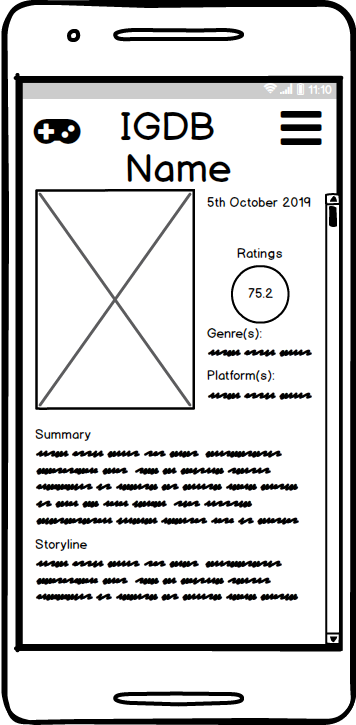 11:10
IGDB
Name
5th October 2019
Ratings
75.2
Genre(s):
Platform(s):
Summary
Storyline